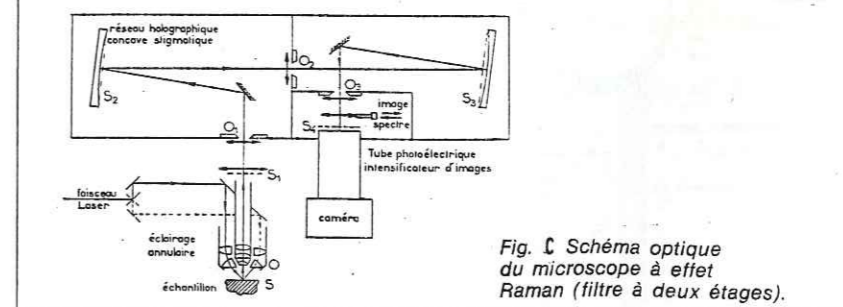 réseau holographique
concave stigmatique
S2
O2
O3
S3
image
spectre
S4
O1
Tube photoélectrique
intensificateur d'images
S1
faisceau
Laser
caméra
éclairage
annulaire
O
échantillon
S
Fig. C Schéma optique
du microscope à effet
Raman (filtre à deux étages).